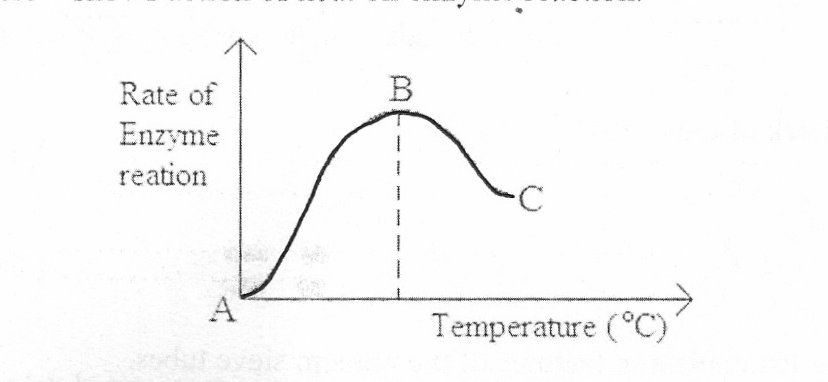 Rate of
Enzyme
reation
B
C
A
Temperature (°C)